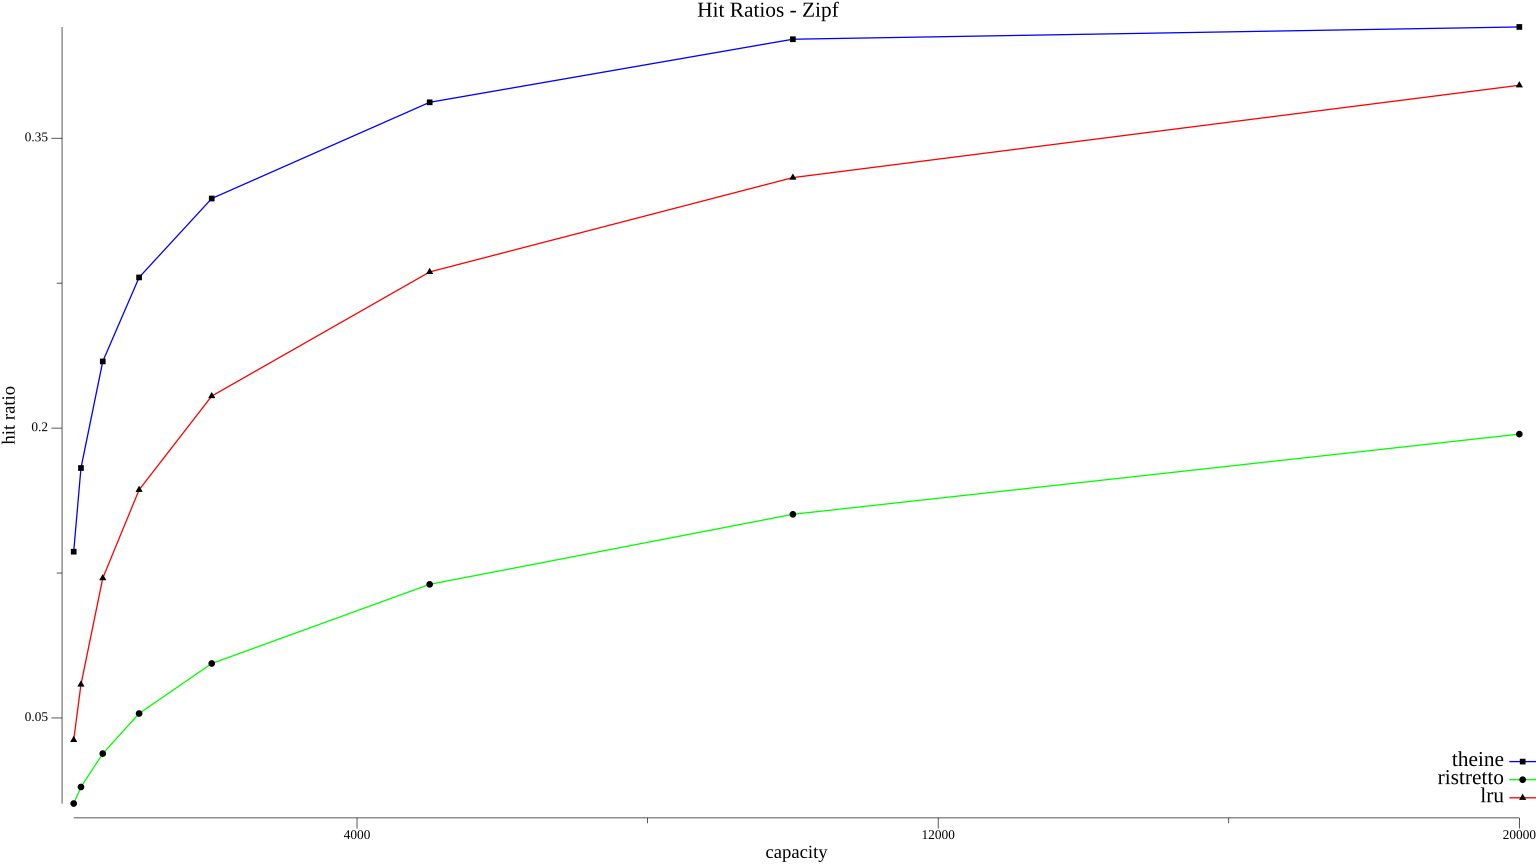 Hit Ratios - Zipf
0.35
0.2
0.05
hit ratio
theine
ristretto
lru
4000
12000
20000
capacity